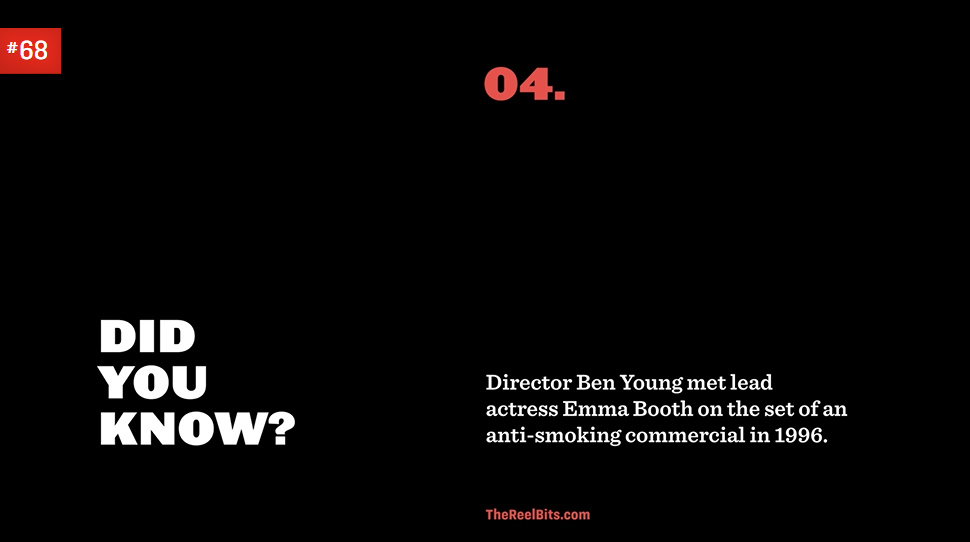 #68
04.
DID
YOU
KNOW?
Director Ben Young met lead
actress Emma Booth on the set of an
anti-smoking commercial in 1996.
TheReelBits.com